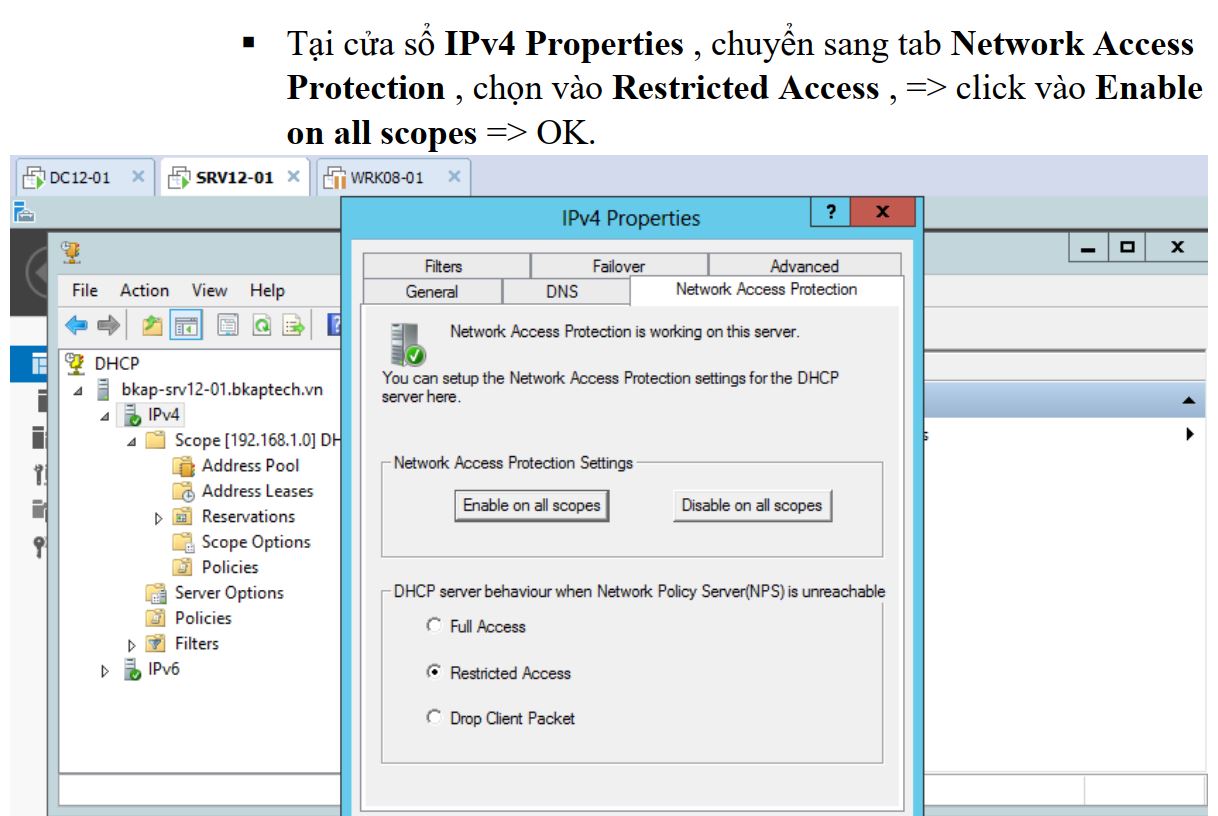 ▪ Tại cửa sổ IPv4 Properties , chuyển sang tab Network Access
Protection , chọn vào Restricted Access , => click vào Enable
on all scopes => OK.
DC12-01
SRV12-01
WRK08-01
IPv4 Properties
?
x
Filters
Failover
Advanced
General
DNS
Network Access Protection
File Action View Help
Network Access Protection is working on this server.
You can setup the Network Access Protection settings for the DHCP
server here.
DHCP
bkap-srv12-01.bkaptech.vn
IPv4
Scope [192.168.1.0] DH
Address Pool
Address Leases
Reservations
Scope Options
Policies
Server Options
Policies
Filters
IPv6
Network Access Protection Settings
Enable on all scopes
Disable on all scopes
DHCP server behaviour when Network Policy Server(NPS) is unreachable
Full Access
Restricted Access
Drop Client Packet